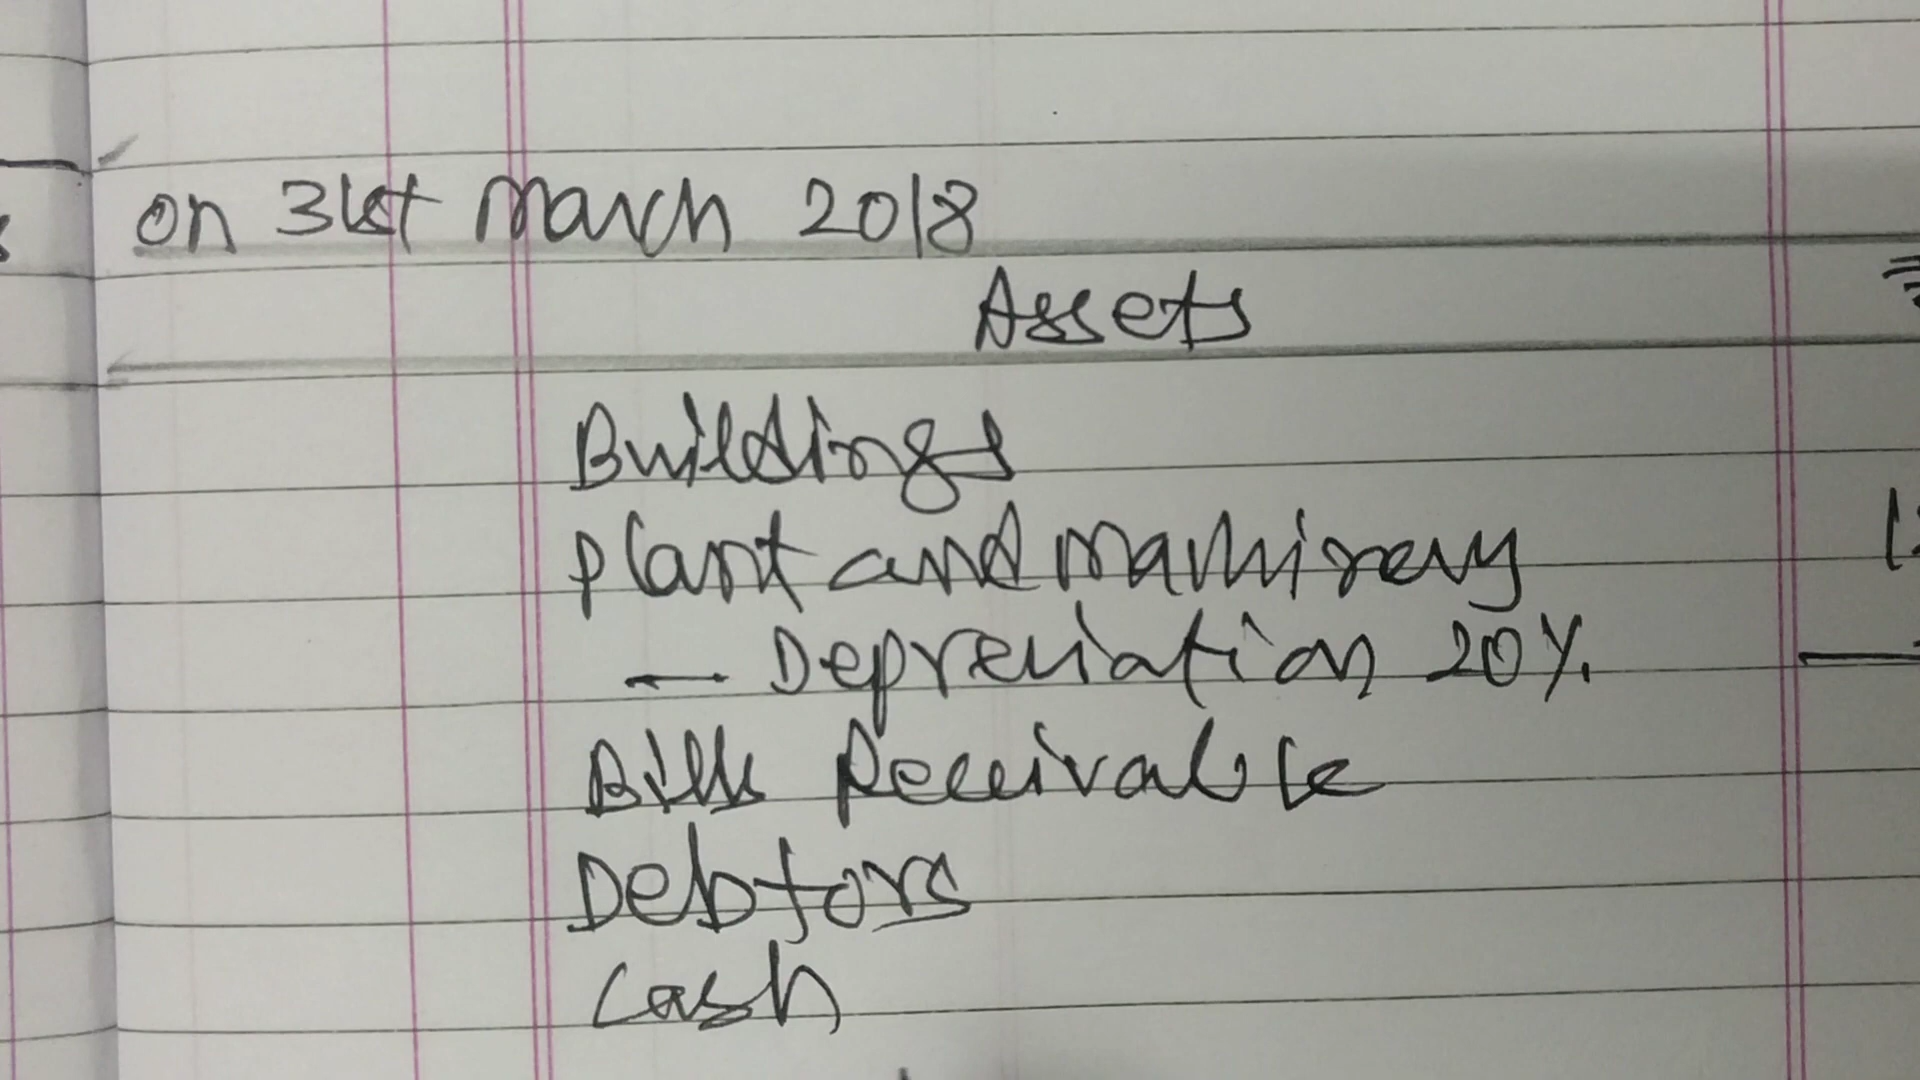 on 31st March 2018
Assets
Buildings
Plant and machinery
— Depreciation 20%
Bills Receivable
Debtors
Cash